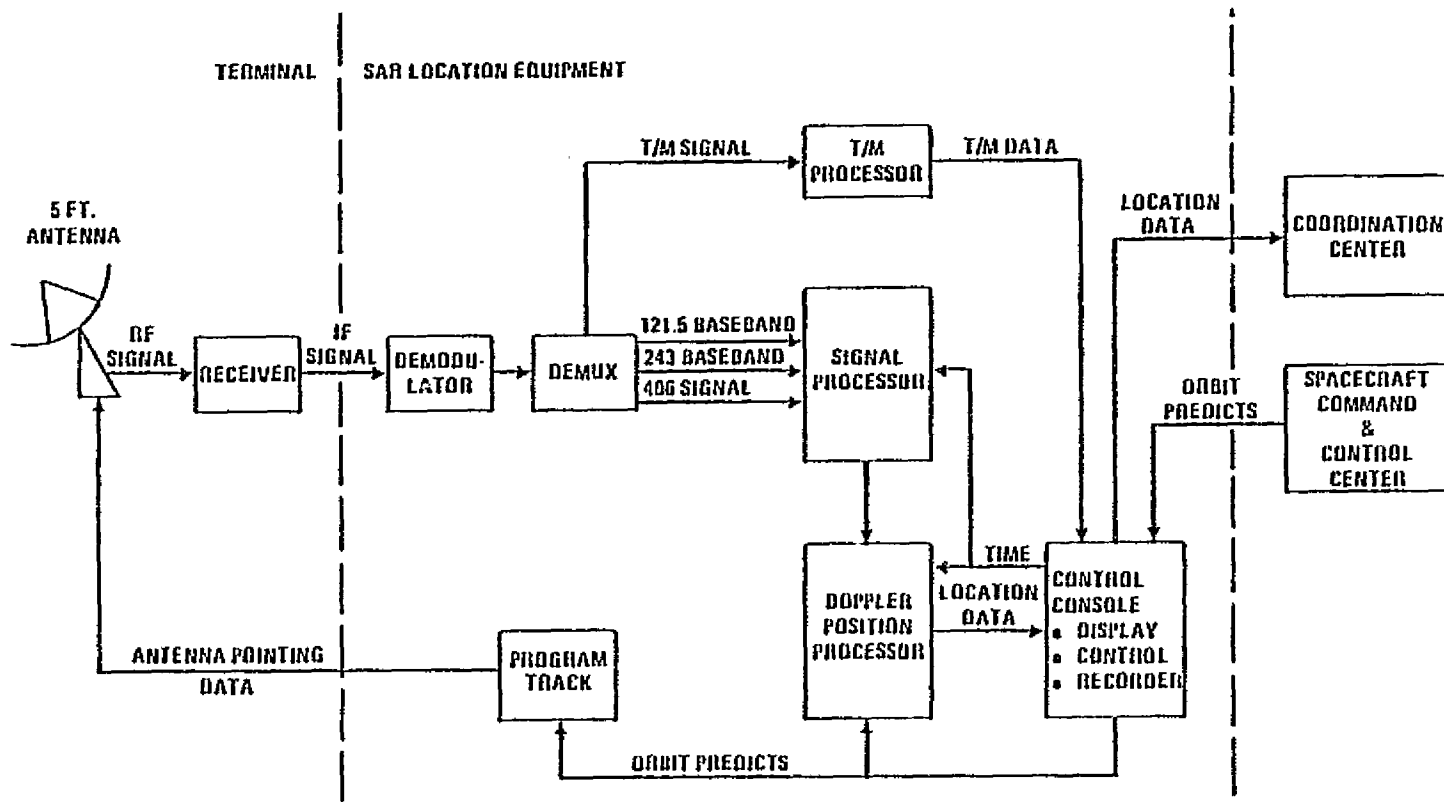 TERMINAL
SAR LOCATION EQUIPMENT
T/M SIGNAL
T/M
PROCESSOR
T/M DATA
5 FT.
ANTENNA
LOCATION
DATA
COORDINATION
CENTER
RF
SIGNAL
RECEIVER
IF
SIGNAL
DEMODU-
LATOR
DEMUX
121.5 BASEBAND
243 BASEBAND
406 SIGNAL
SIGNAL
PROCESSOR
ORBIT
PREDICTS
SPACECRAFT
COMMAND
&
CONTROL
CENTER
TIME
LOCATION
DATA
DOPPLER
POSITION
PROCESSOR
CONTROL
CONSOLE
• DISPLAY
• CONTROL
• RECORDER
ANTENNA POINTING
DATA
PROGRAM
TRACK
ORBIT PREDICTS